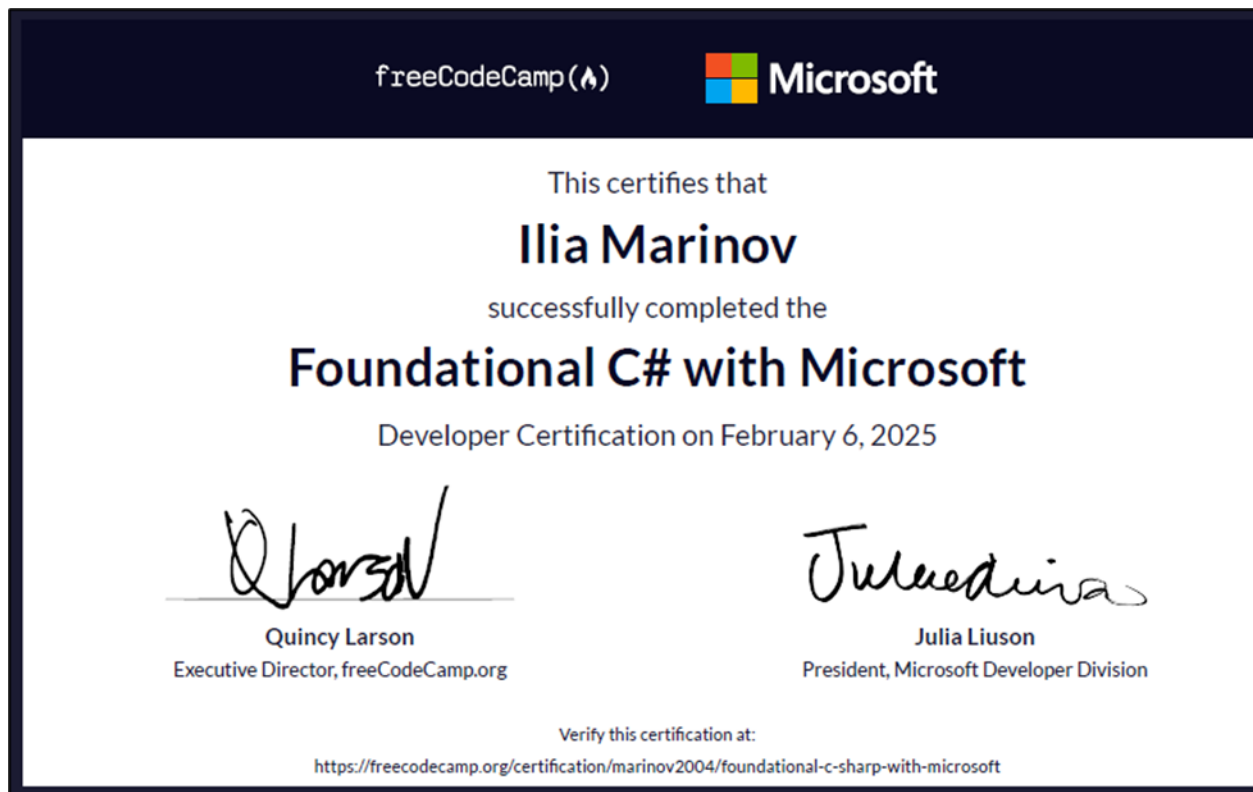 freeCodeCamp(🔥) Microsoft
This certifies that
Ilia Marinov
successfully completed the
Foundational C# with Microsoft
Developer Certification on February 6, 2025
QLarson
Quincy Larson
Executive Director, freeCodeCamp.org
Julia Liuson
President, Microsoft Developer Division
Verify this certification at:
https://freecodecamp.org/certification/marinov2004/foundational-c-sharp-with-microsoft